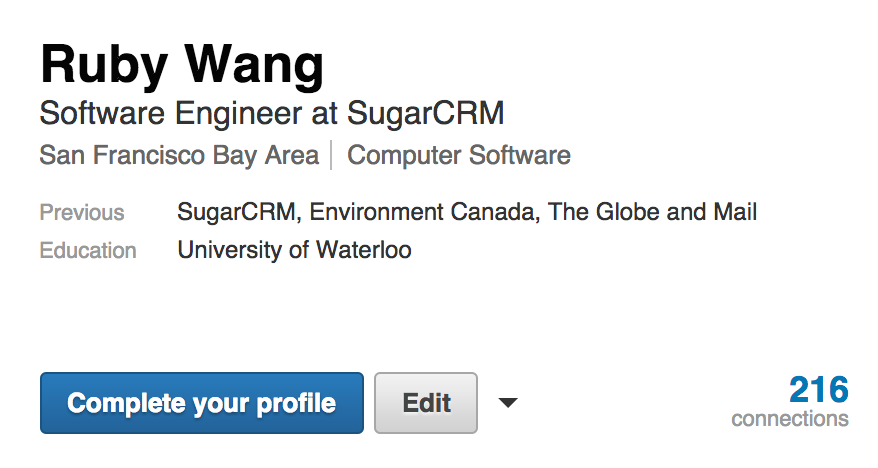 Ruby Wang
Software Engineer at SugarCRM
San Francisco Bay Area | Computer Software
Previous SugarCRM, Environment Canada, The Globe and Mail
Education University of Waterloo
Complete your profile Edit 216
connections